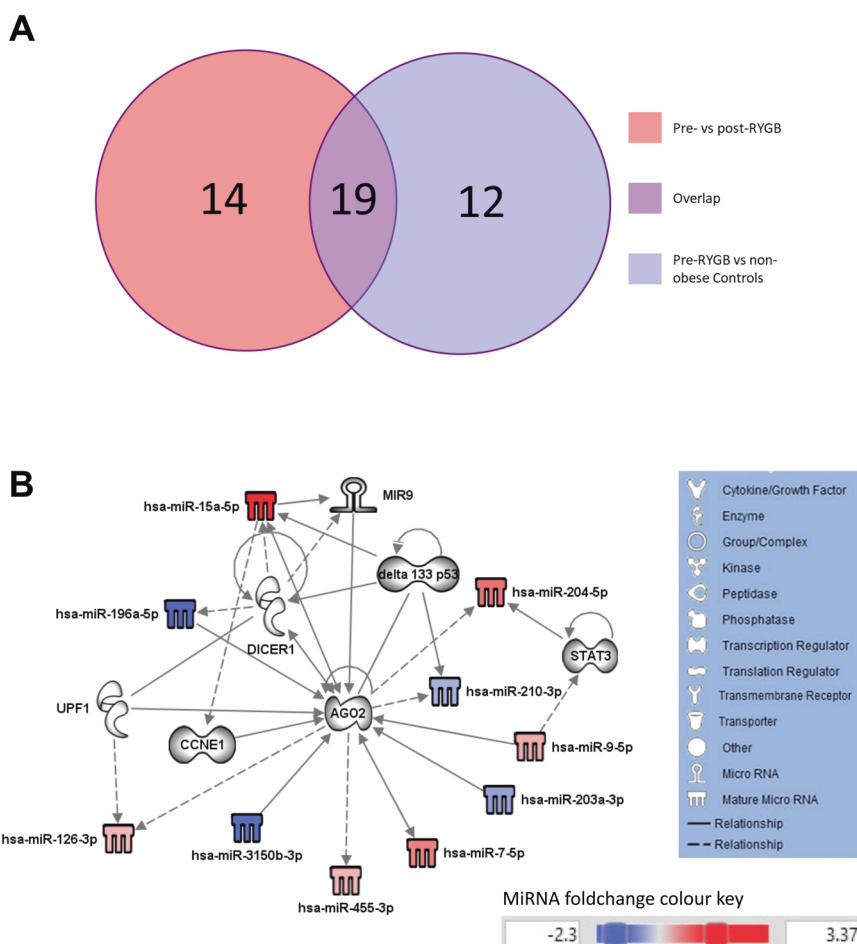 A
14
19
12
Pre- vs post-RYGB
Overlap
Pre-RYGB vs non-
obese Controls
B
hsa-miR-15a-5p
MIR9
delta 133 p53
hsa-miR-204-5p
hsa-miR-196a-5p
DICER1
STAT3
hsa-miR-210-3p
UPF1
AGO2
CCNE1
hsa-miR-9-5p
hsa-miR-203a-3p
hsa-miR-126-3p
hsa-miR-3150b-3p
hsa-miR-7-5p
hsa-miR-455-3p
Cytokine/Growth Factor
Enzyme
Group/Complex
Kinase
Peptidase
Phosphatase
Transcription Regulator
Translation Regulator
Transmembrane Receptor
Transporter
Other
Micro RNA
Mature Micro RNA
Relationship
Relationship
MiRNA foldchange colour key
-2.3
3.37